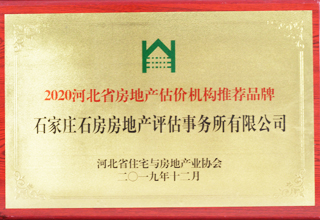 2020河北省房地产估价机构推荐品牌
石家庄石房房地产评估事务所有限公司
河北省住宅与房地产业协会
二〇一九年十二月